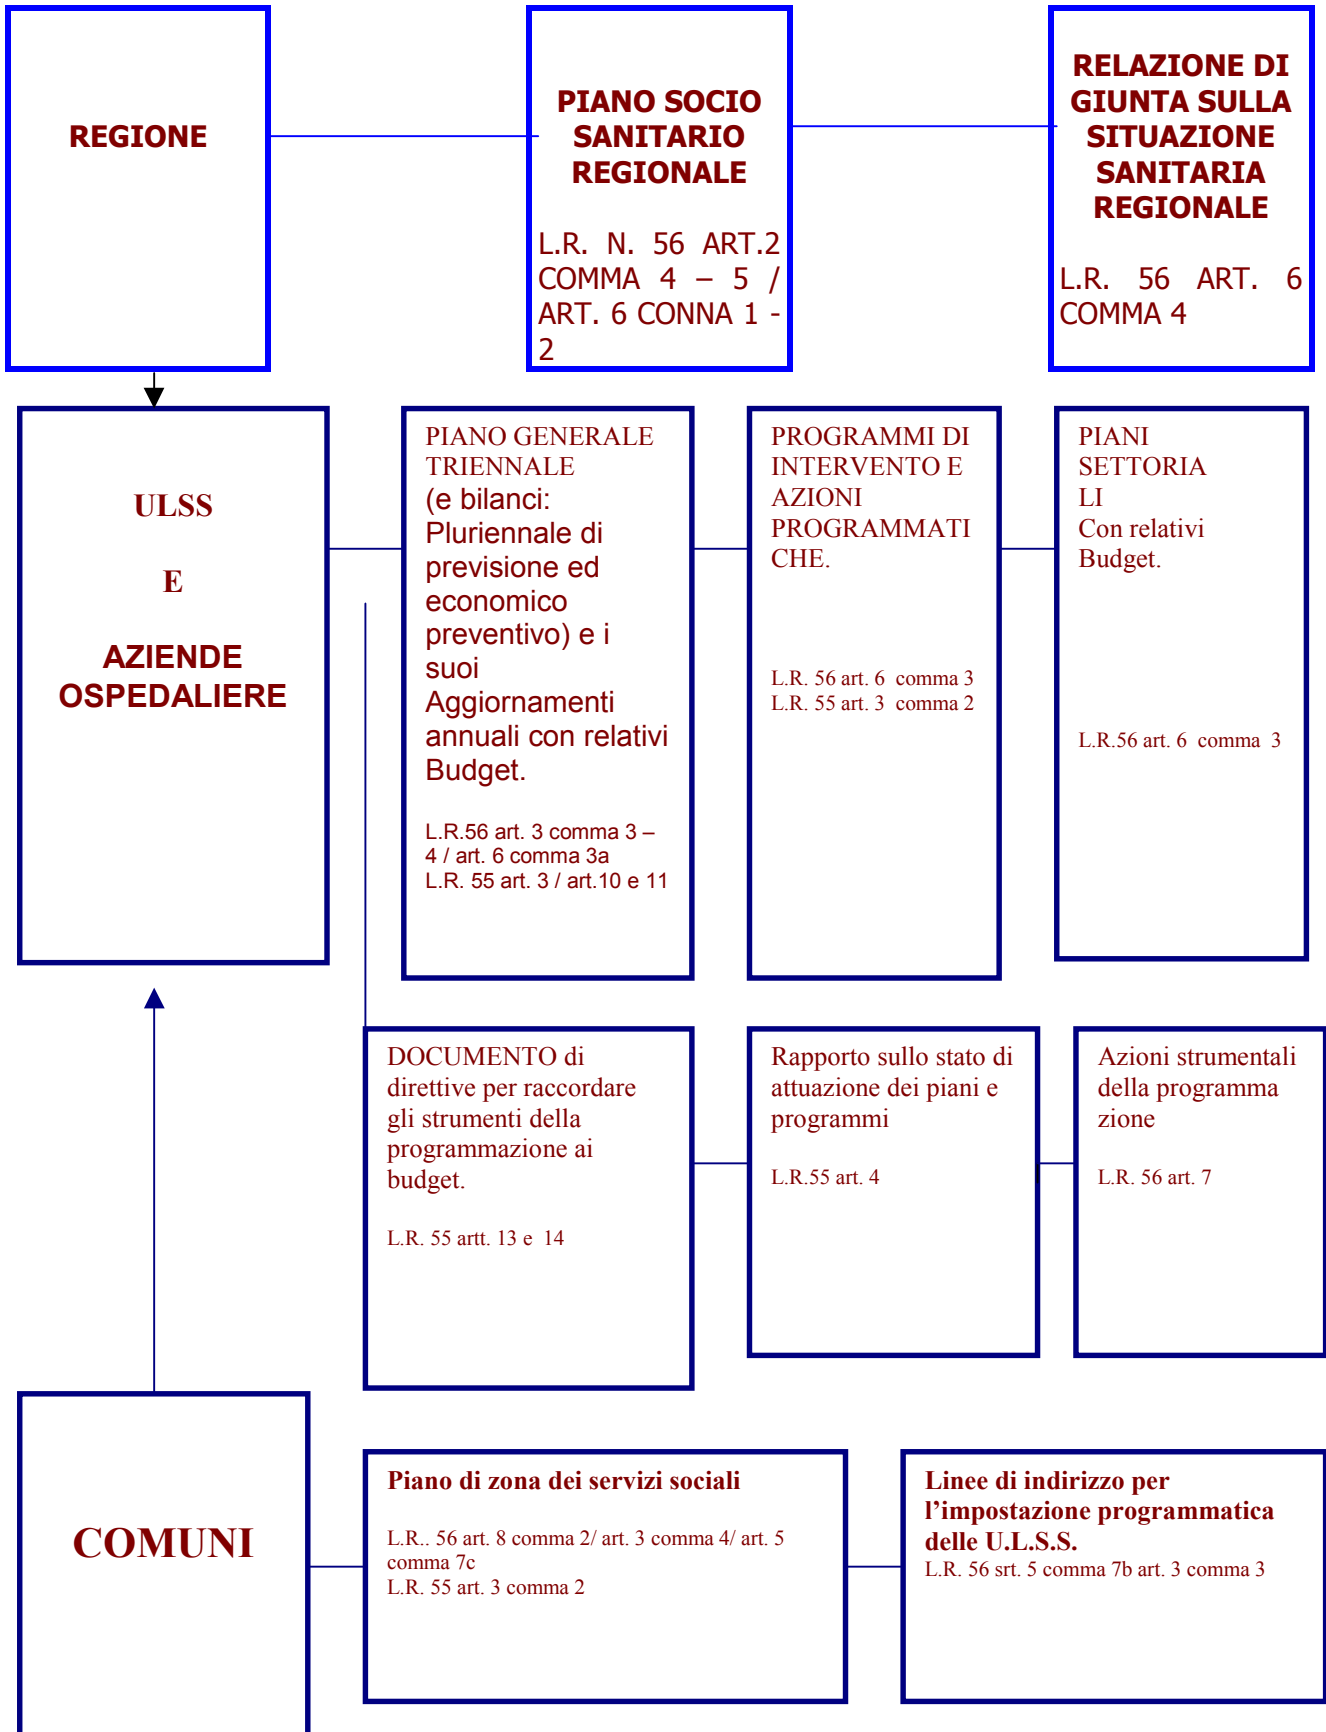 REGIONE
PIANO SOCIO
SANITARIO
REGIONALE
L.R. N. 56 ART.2
COMMA 4 – 5 /
ART. 6 CONNA 1 -
2
RELAZIONE DI
GIUNTA SULLA
SITUAZIONE
SANITARIA
REGIONALE
L.R. 56 ART. 6
COMMA 4
ULSS
E
AZIENDE
OSPEDALIERE
PIANO GENERALE
TRIENNALE
(e bilanci:
Pluriennale di
previsione ed
economico
preventivo) e i
suoi
Aggiornamenti
annuali con relativi
Budget.
L.R.56 art. 3 comma 3 –
4 / art. 6 comma 3a
L.R. 55 art. 3 / art.10 e 11
PROGRAMMI DI
INTERVENTO E
AZIONI
PROGRAMMATI
CHE.
L.R. 56 art. 6 comma 3
L.R. 55 art. 3 comma 2
PIANI
SETTORIA
LI
Con relativi
Budget.
L.R.56 art. 6 comma 3
DOCUMENTO di
direttive per raccordare
gli strumenti della
programmazione ai
budget.
L.R. 55 artt. 13 e 14
Rapporto sullo stato di
attuazione dei piani e
programmi
L.R.55 art. 4
Azioni strumentali
della programma
zione
L.R. 56 art. 7
COMUNI
Piano di zona dei servizi sociali
L.R.. 56 art. 8 comma 2/ art. 3 comma 4/ art. 5
comma 7c
L.R. 55 art. 3 comma 2
Linee di indirizzo per
l’impostazione programmatica
delle U.L.S.S.
L.R. 56 srt. 5 comma 7b art. 3 comma 3